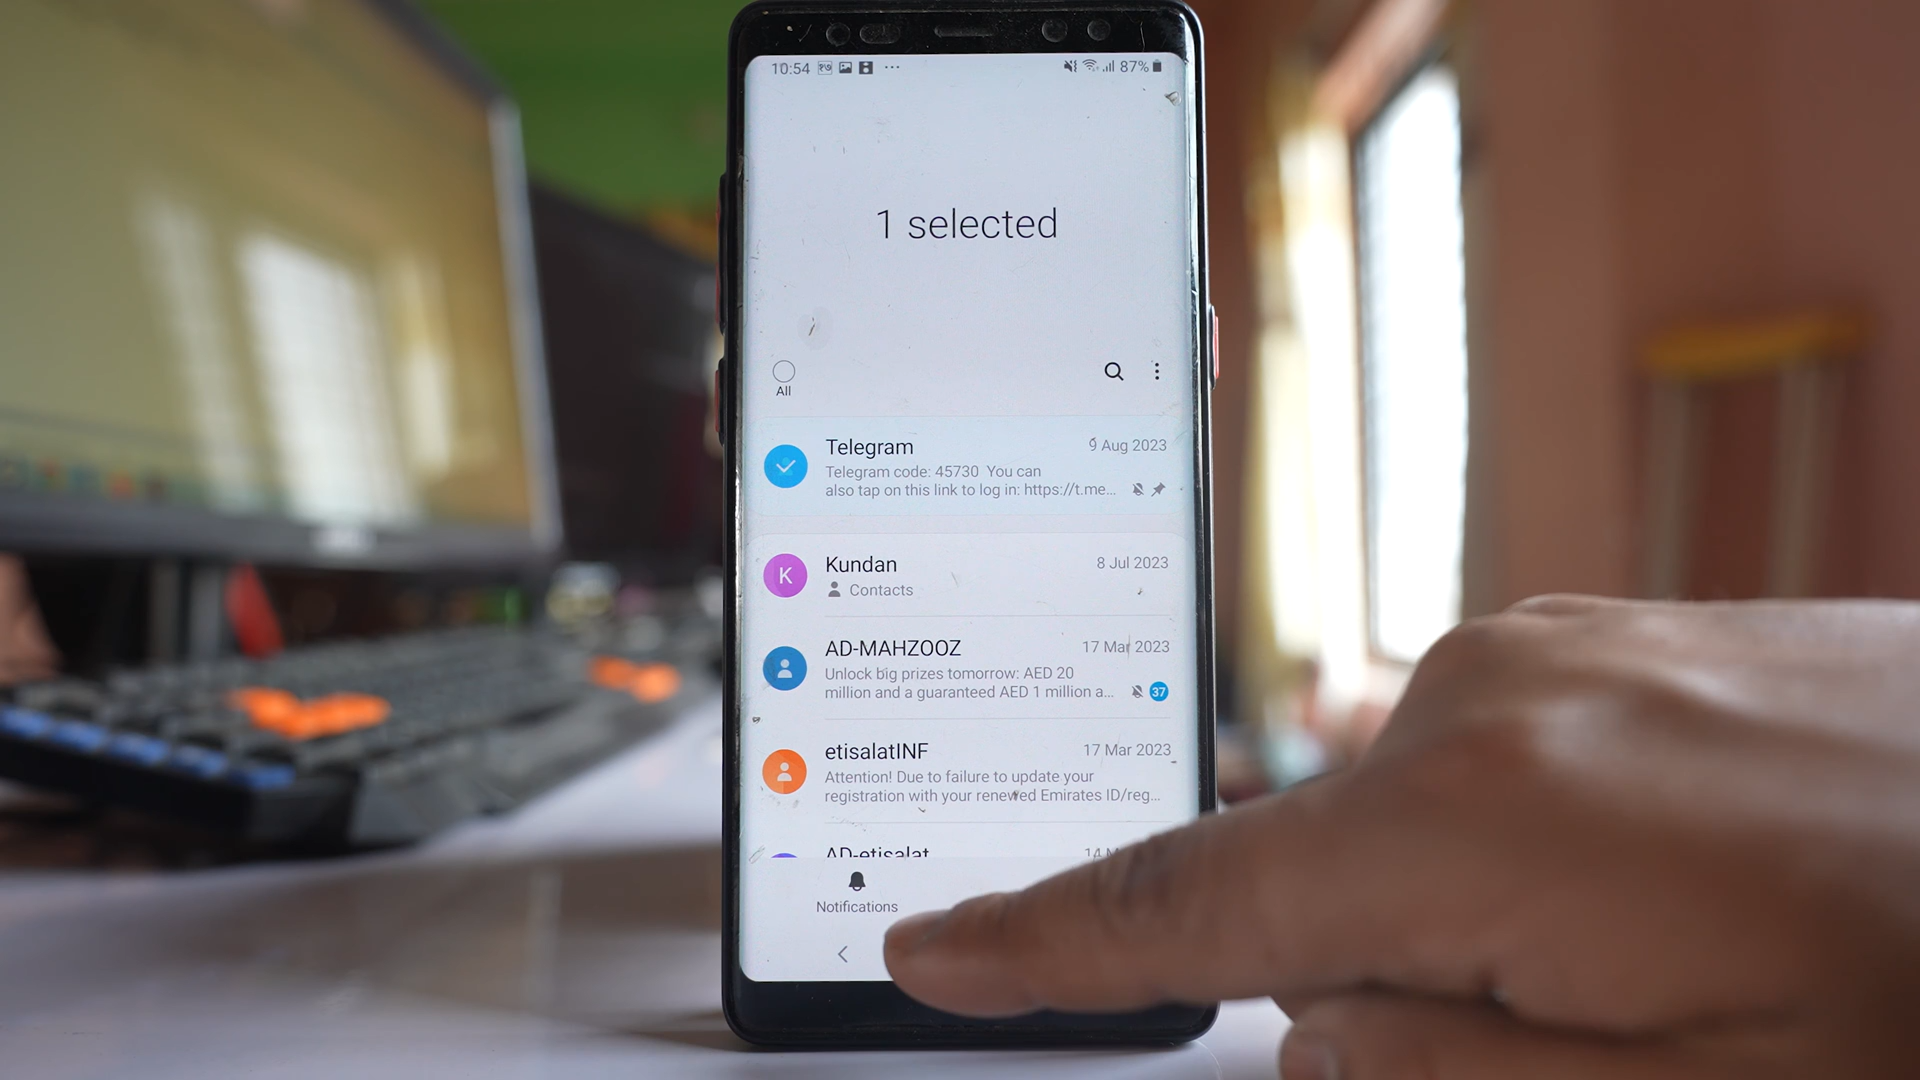 10:54
87%
1 selected
All
Telegram
9 Aug 2023
Telegram code: 45730 You can
also tap on this link to log in: https://t.me...
K
Kundan
8 Jul 2023
Contacts
AD-MAHZOOZ
17 Mar 2023
Unlock big prizes tomorrow: AED 20
million and a guaranteed AED 1 million a...
37
etisalatINF
17 Mar 2023
Attention! Due to failure to update your
registration with your renewed Emirates ID/reg...
AD-etisalat
14 M
Notifications